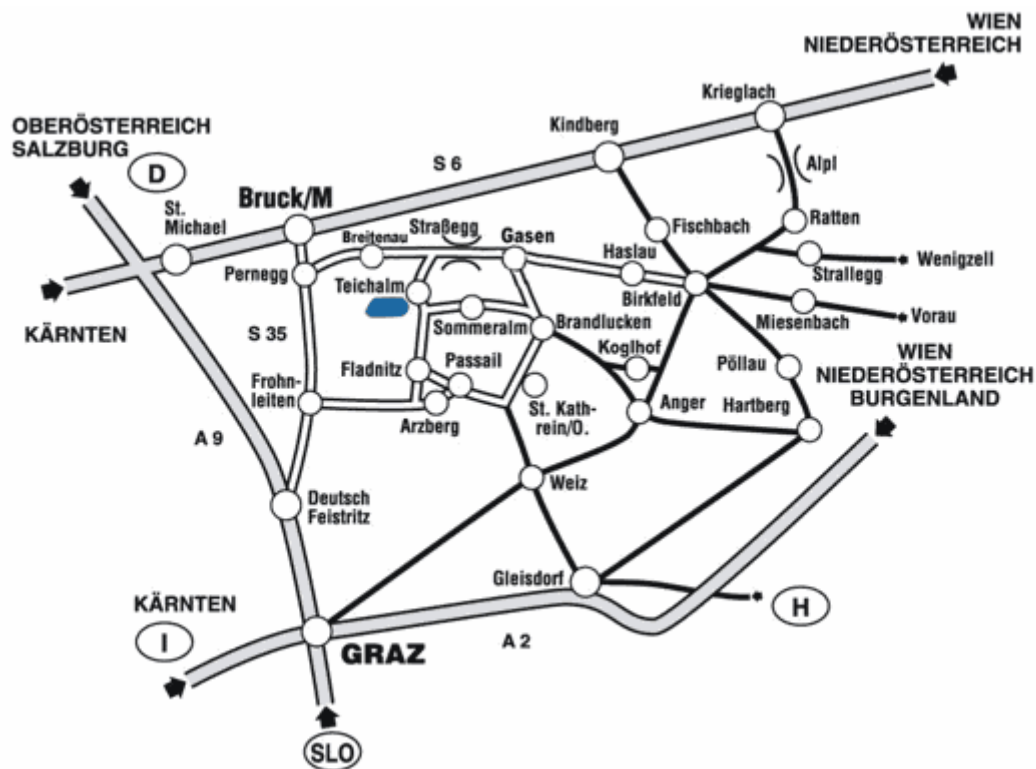 WIEN
NIEDERÖSTERREICH
Krieglach
OBERÖSTERREICH
SALZBURG
Kindberg
D
S 6
Alpl
St.
Michael
Bruck/M
Straßegg
Ratten
Fischbach
Breitenau
Gasen
Haslau
Strallegg
Wenigzell
Pernegg
Teichalm
Birkfeld
KÄRNTEN
Sommeralm
Brandlucken
Miesenbach
Vorau
S 35
Koglhof
WIEN
NIEDERÖSTERREICH
BURGENLAND
Fladnitz
Passail
Pöllau
Frohn-
leiten
Arzberg
St. Kath-
rein/O.
Anger
Hartberg
A 9
Weiz
Deutsch
Feistritz
Gleisdorf
KÄRNTEN
I
H
GRAZ
A 2
SLO